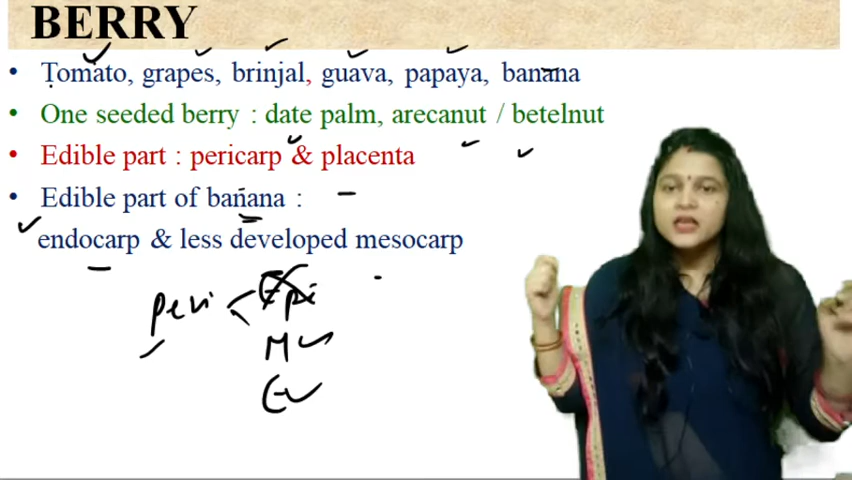 BERRY
• Tomato, grapes, brinjal, guava, papaya, banana
• One seeded berry : date palm, arecanut / betelnut
• Edible part : pericarp & placenta
• Edible part of banana :
endocarp & less developed mesocarp
peri Epi
M
E